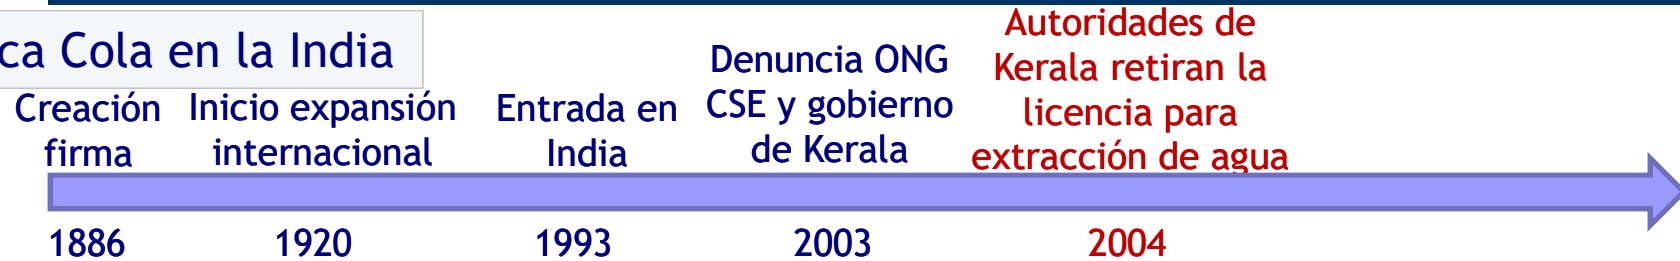 ca Cola en la India
Creación
firma
Inicio expansión
internacional
Entrada en
India
Denuncia ONG
CSE y gobierno
de Kerala
Autoridades de
Kerala retiran la
licencia para
extracción de agua
1886
1920
1993
2003
2004